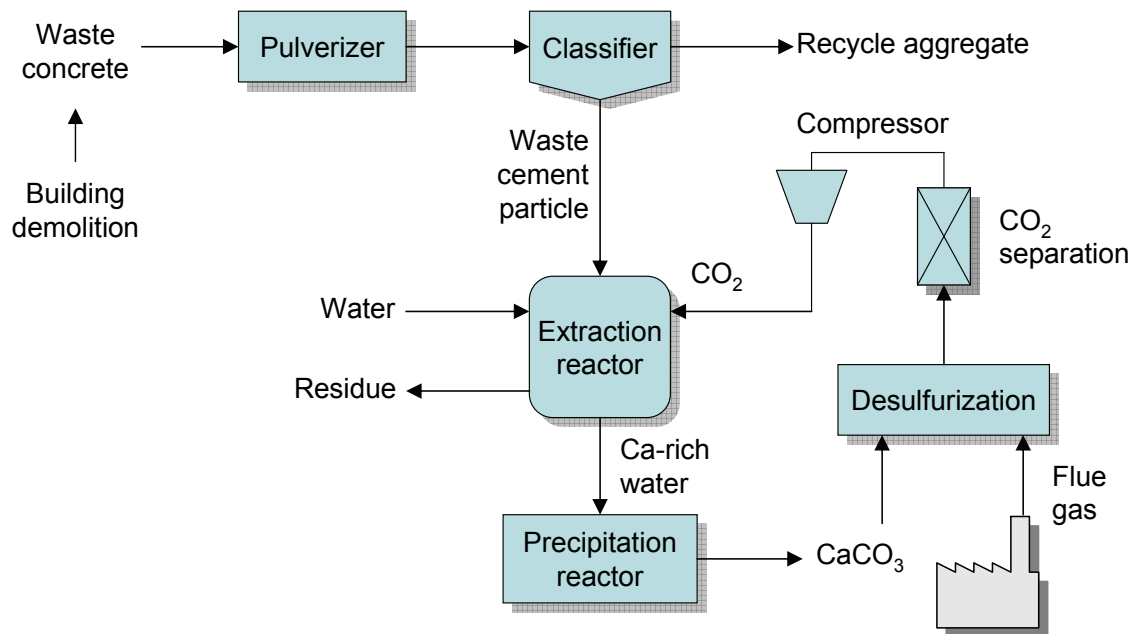 Waste
concrete
Pulverizer
Classifier
Recycle aggregate
Building
demolition
Waste
cement
particle
Compressor
CO₂
separation
Water
CO₂
Extraction
reactor
Residue
Desulfurization
Ca-rich
water
Flue
gas
Precipitation
reactor
CaCO₃